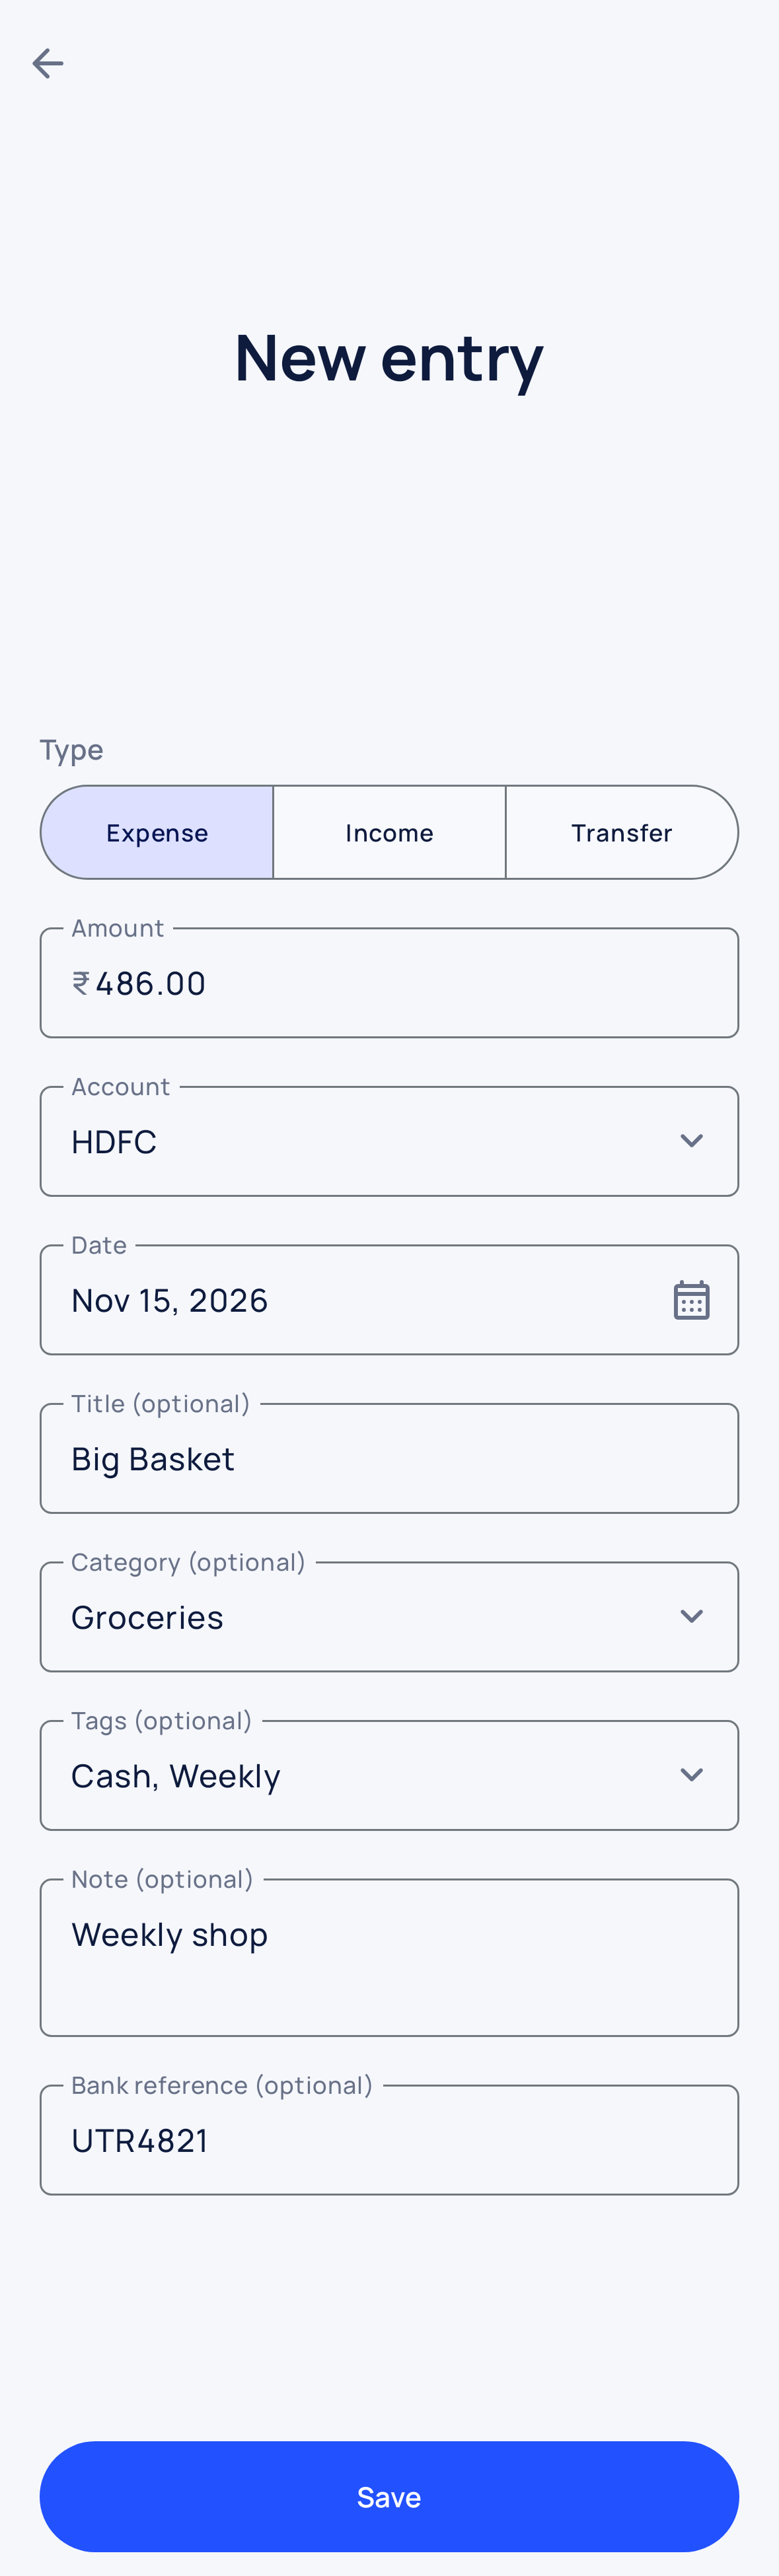 New entry
Type
Expense
Income
Transfer
Amount
₹486.00
Account
HDFC
Date
Nov 15, 2026
Title (optional)
Big Basket
Category (optional)
Groceries
Tags (optional)
Cash, Weekly
Note (optional)
Weekly shop
Bank reference (optional)
UTR4821
Save